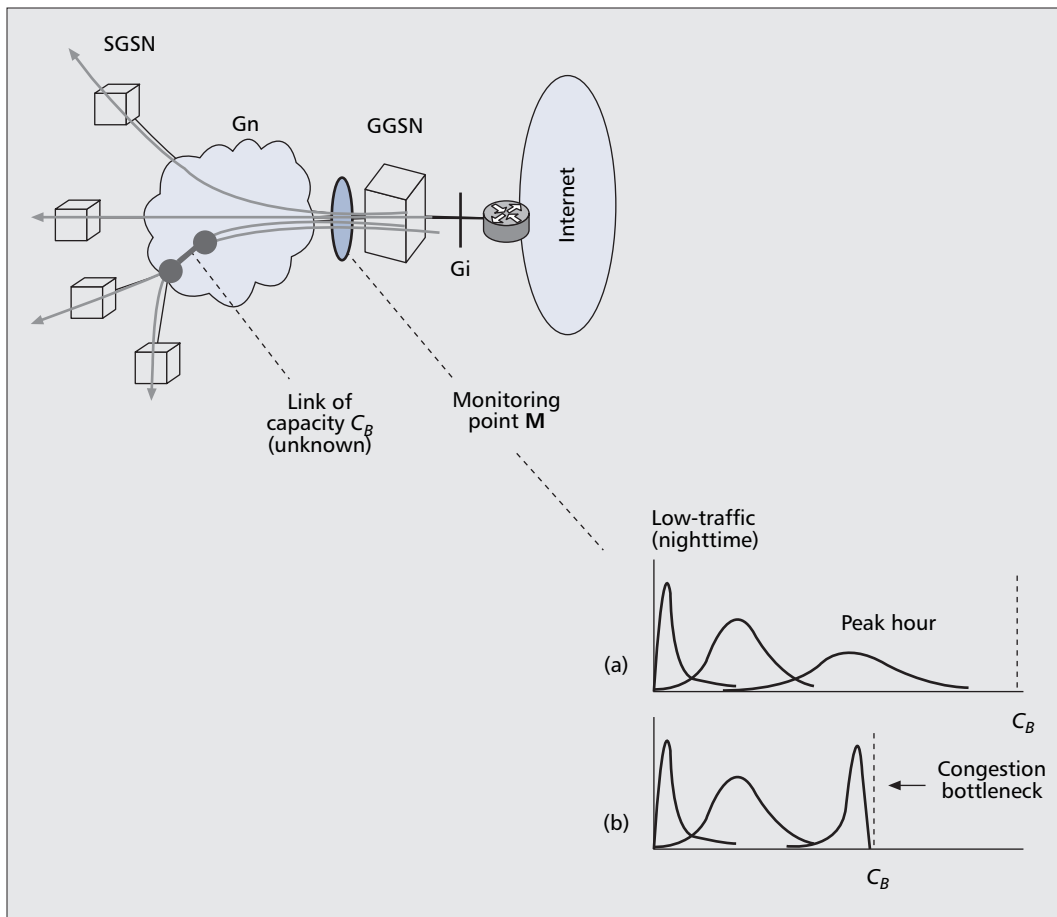 SGSN
Gn
GGSN
Internet
Gi
Link of
capacity C_B
(unknown)
Monitoring
point M
Low-traffic
(nighttime)
Peak hour
(a)
C_B
Congestion
bottleneck
(b)
C_B